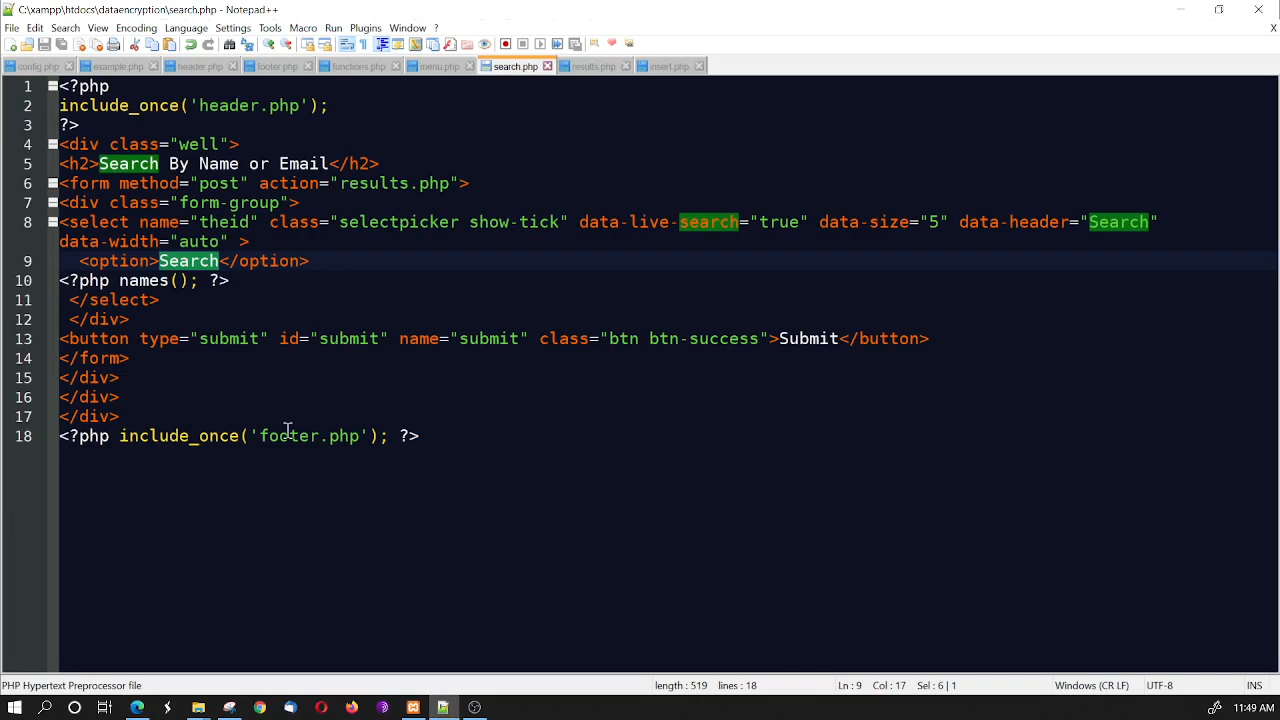 C:\xampp\htdocs\dataencryption\search.php - Notepad++
File Edit Search View Encoding Language Settings Tools Macro Run Plugins Window ? X
config.php example.php header.php footer.php functions.php menu.php search.php results.php insert.php
1 <?php
2 include_once('header.php');
3 ?>
4 <div class="well">
5 <h2>Search By Name or Email</h2>
6 <form method="post" action="results.php">
7 <div class="form-group">
8 <select name="theid" class="selectpicker show-tick" data-live-search="true" data-size="5" data-header="Search"
data-width="auto" >
9 <option>Search</option>
10 <?php names(); ?>
11 </select>
12 </div>
13 <button type="submit" id="submit" name="submit" class="btn btn-success">Submit</button>
14 </form>
15 </div>
16 </div>
17 </div>
18 <?php include_once('footer.php'); ?>
PHP Hypertext Preprocessor file length : 519 lines : 18 Ln : 9 Col : 17 Sel : 6 | 1 Windows (CR LF) UTF-8 INS
11:49 AM